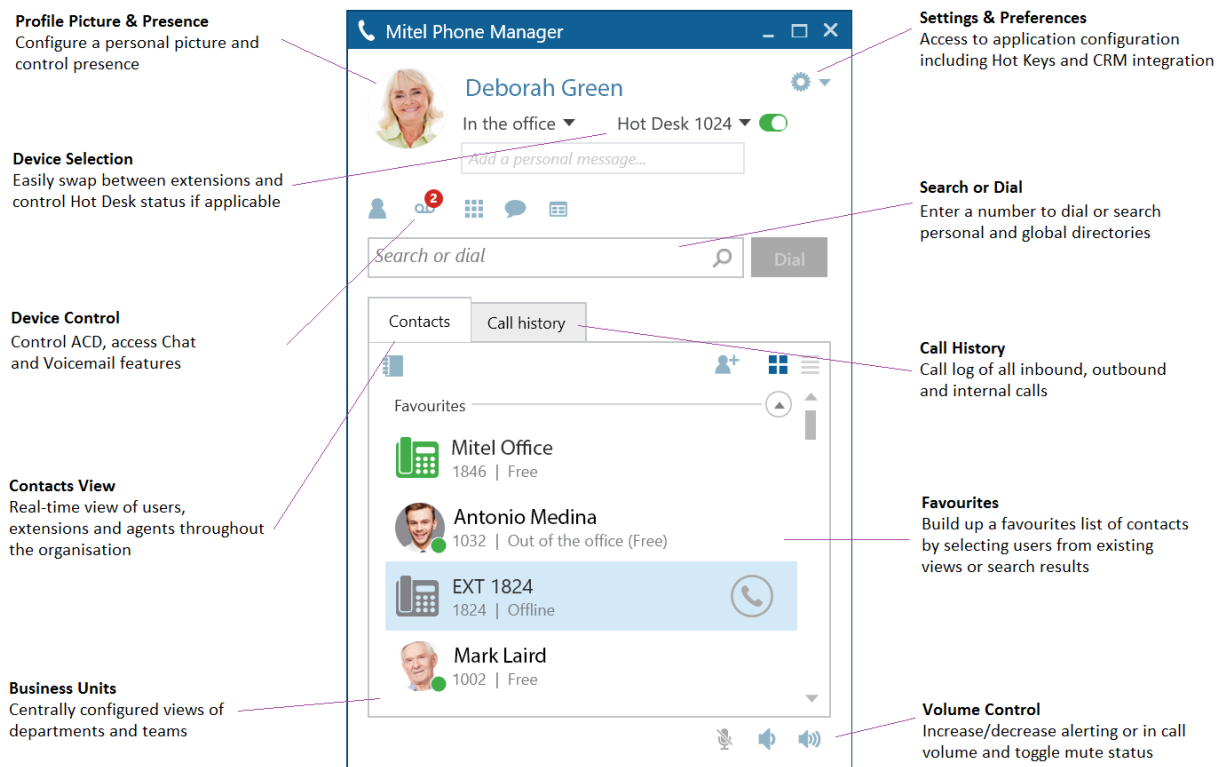 Profile Picture & Presence
Configure a personal picture and
control presence
Device Selection
Easily swap between extensions and
control Hot Desk status if applicable
Device Control
Control ACD, access Chat
and Voicemail features
Contacts View
Real-time view of users,
extensions and agents throughout
the organisation
Business Units
Centrally configured views of
departments and teams
Mitel Phone Manager
Deborah Green
In the office
Hot Desk 1024
Add a personal message...
2
Search or dial
Dial
Contacts
Call history
Favourites
Mitel Office
1846 | Free
Antonio Medina
1032 | Out of the office (Free)
EXT 1824
1824 | Offline
Mark Laird
1002 | Free
Settings & Preferences
Access to application configuration
including Hot Keys and CRM integration
Search or Dial
Enter a number to dial or search
personal and global directories
Call History
Call log of all inbound, outbound
and internal calls
Favourites
Build up a favourites list of contacts
by selecting users from existing
views or search results
Volume Control
Increase/decrease alerting or in call
volume and toggle mute status